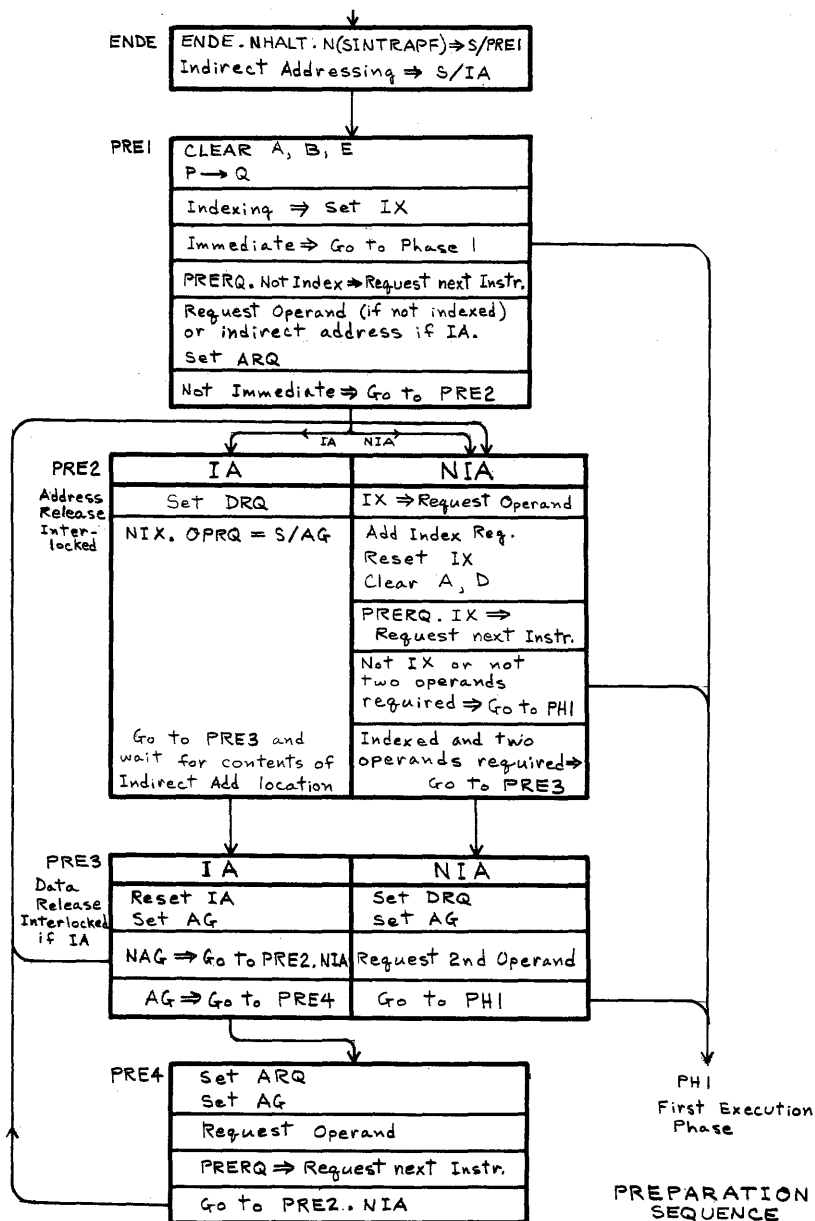 ENDE
ENDE.NHALT.N(SINTRAPF)⇒S/PRE1
Indirect Addressing ⇒ S/IA
PRE1
CLEAR A, B, E
P → Q
Indexing ⇒ Set IX
Immediate ⇒ Go to Phase 1
PRERQ. Not Index ⇒ Request next Instr.
Request Operand (if not indexed)
or indirect address if IA.
Set ARQ
Not Immediate ⇒ Go to PRE2
IA NIA
PRE2
Address
Release
Inter-
locked
IA
Set DRQ
NIX. OPRQ = S/AG
Go to PRE3 and
wait for contents of
Indirect Add location
NIA
IX ⇒ Request Operand
Add Index Reg.
Reset IX
Clear A, D
PRERQ. IX ⇒
Request next Instr.
Not IX or not
two operands
required ⇒ Go to PH1
Indexed and two
operands required ⇒
Go to PRE3
PRE3
Data
Release
Interlocked
if IA
IA
Reset IA
Set AG
NAG ⇒ Go to PRE2.NIA
AG ⇒ Go to PRE4
NIA
Set DRQ
Set AG
Request 2nd Operand
Go to PH1
PRE4
Set ARQ
Set AG
Request Operand
PRERQ ⇒ Request next Instr.
Go to PRE2.. NIA
PH1
First Execution
Phase
PREPARATION
SEQUENCE